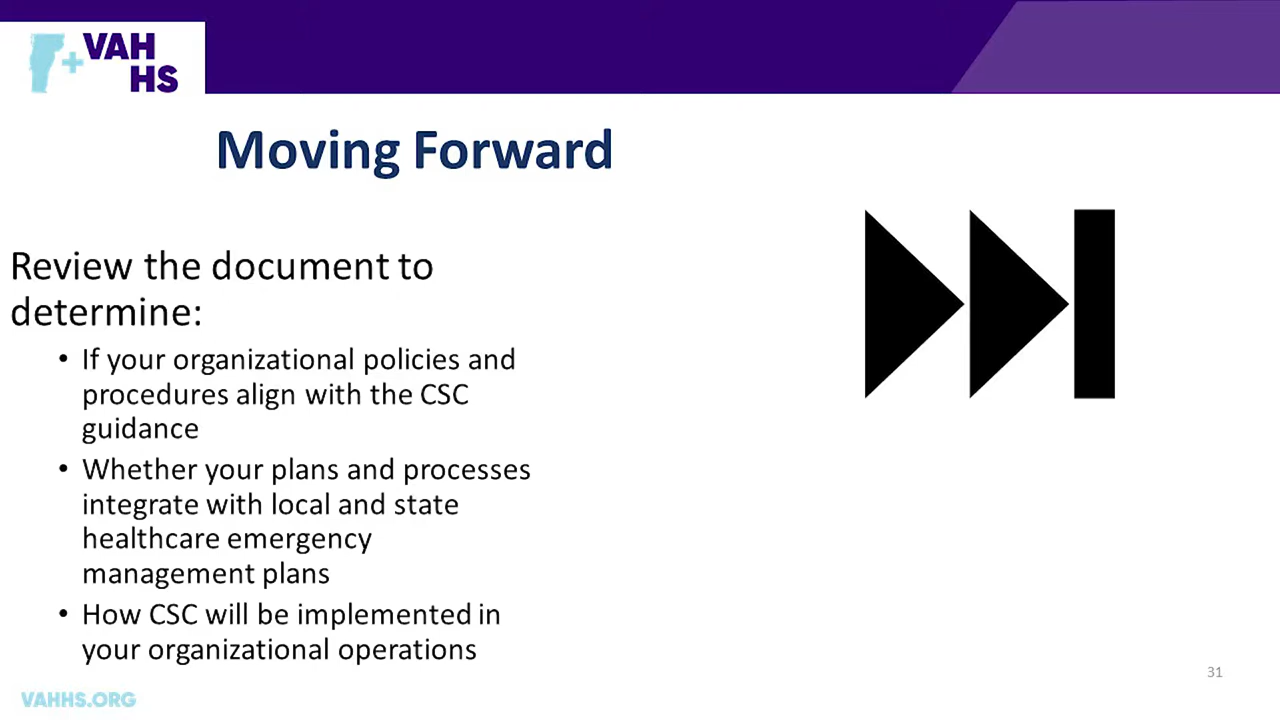 +VAH
HS
Moving Forward
Review the document to
determine:
• If your organizational policies and
procedures align with the CSC
guidance
• Whether your plans and processes
integrate with local and state
healthcare emergency
management plans
• How CSC will be implemented in
your organizational operations
31
VAHHS.ORG